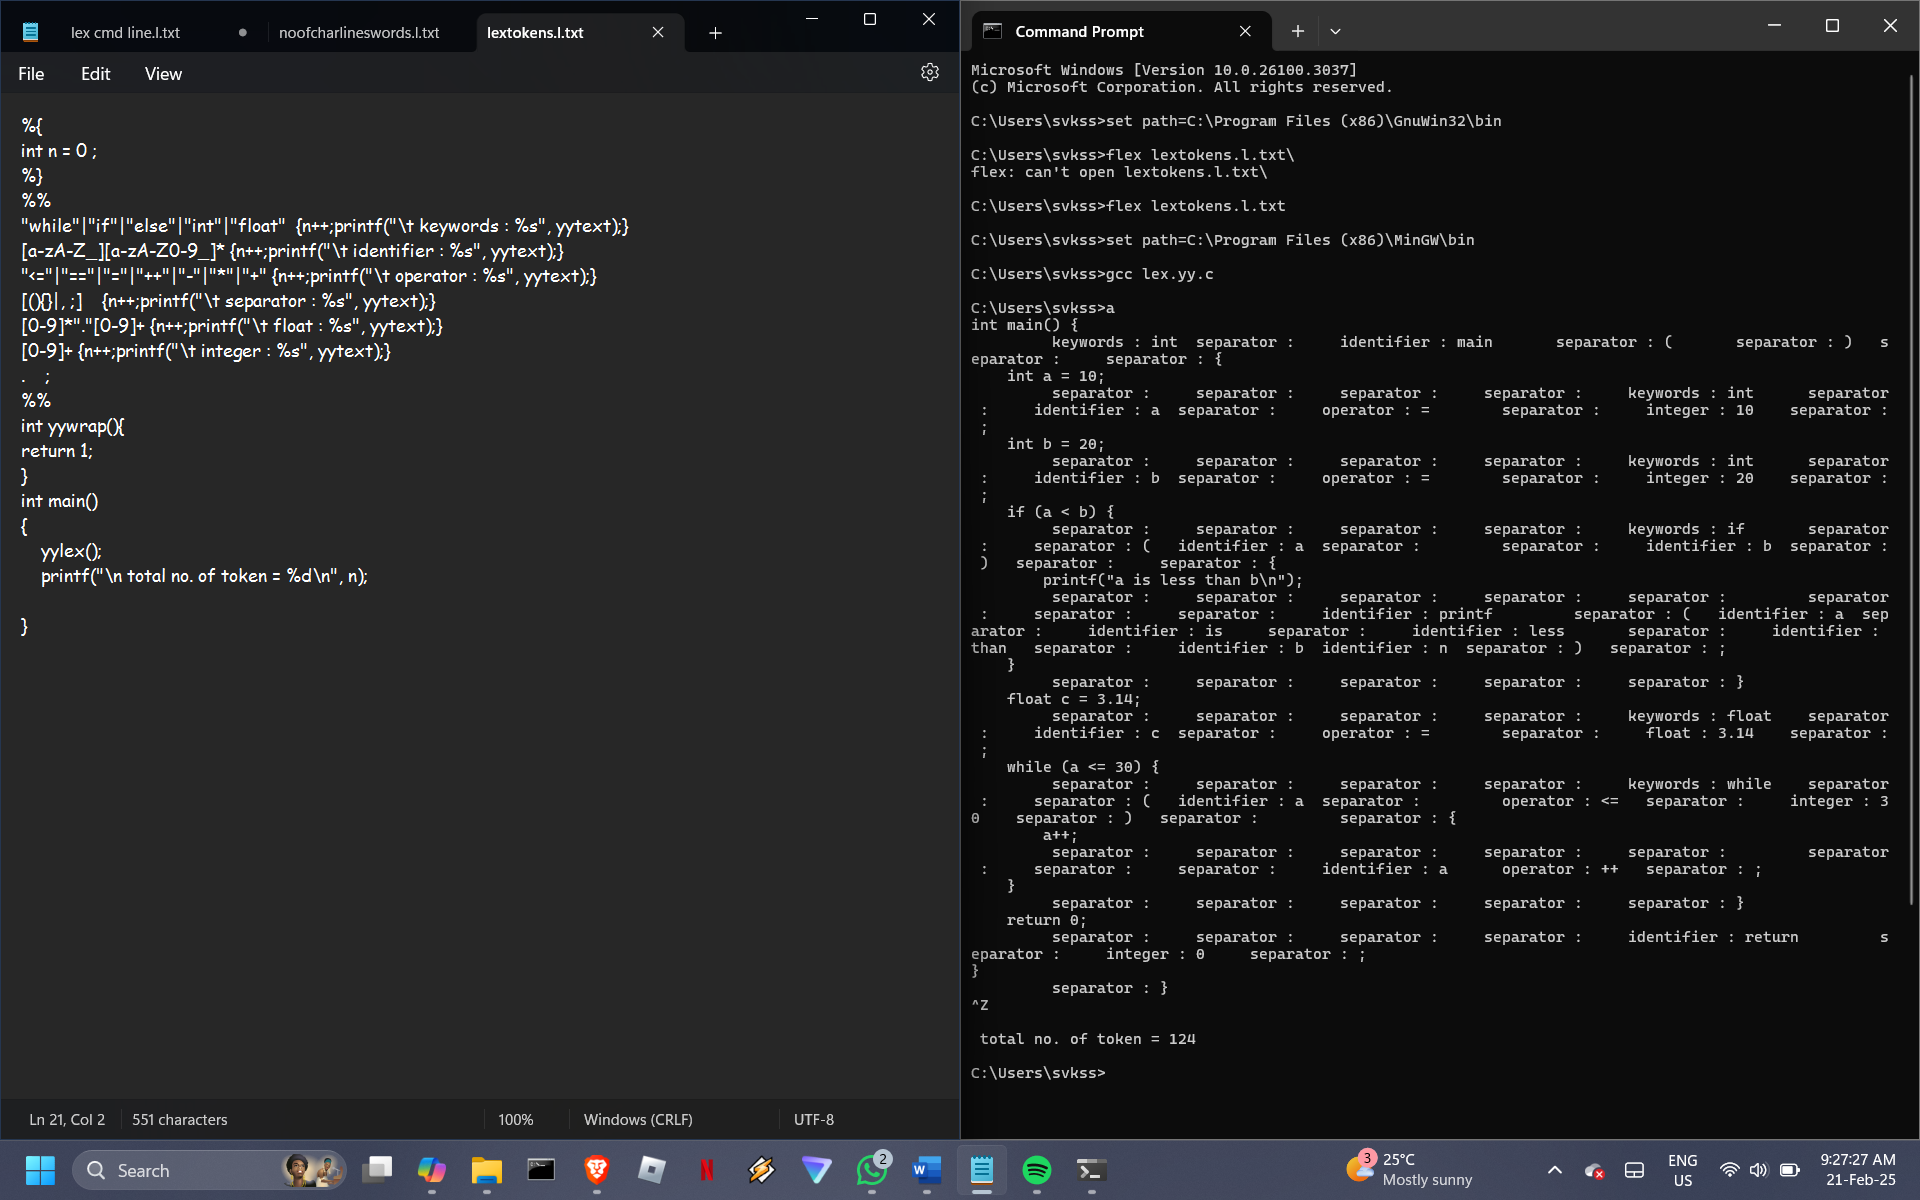 lex cmd line.l.txt
noofcharlineswords.l.txt
lextokens.l.txt
File Edit View
%{
int n = 0 ;
%}
%%
"while"|"if"|"else"|"int"|"float"  {n++;printf("\t keywords : %s", yytext);}
[a-zA-Z_][a-zA-Z0-9_]* {n++;printf("\t identifier : %s", yytext);}
"<="|"=="|"="|"++"|"-"|"*"|"+" {n++;printf("\t operator : %s", yytext);}
[(){}|, ;]    {n++;printf("\t separator : %s", yytext);}
[0-9]*"."[0-9]+ {n++;printf("\t float : %s", yytext);}
[0-9]+ {n++;printf("\t integer : %s", yytext);}
.    ;
%%
int yywrap(){
return 1;
}
int main()
{
    yylex();
    printf("\n total no. of token = %d\n", n);
}
Ln 21, Col 2
551 characters
100%
Windows (CRLF)
UTF-8
Command Prompt
Microsoft Windows [Version 10.0.26100.3037]
(c) Microsoft Corporation. All rights reserved.
C:\Users\svkss>set path=C:\Program Files (x86)\GnuWin32\bin
C:\Users\svkss>flex lextokens.l.txt\
flex: can't open lextokens.l.txt\
C:\Users\svkss>flex lextokens.l.txt
C:\Users\svkss>set path=C:\Program Files (x86)\MinGW\bin
C:\Users\svkss>gcc lex.yy.c
C:\Users\svkss>a
int main() {
         keywords : int  separator :     identifier : main       separator : (       separator : )   s
eparator :     separator : {
    int a = 10;
         separator :     separator :     separator :     separator :     keywords : int      separator
 :     identifier : a  separator :     operator : =        separator :     integer : 10    separator :
 ;
    int b = 20;
         separator :     separator :     separator :     separator :     keywords : int      separator
 :     identifier : b  separator :     operator : =        separator :     integer : 20    separator :
 ;
    if (a < b) {
         separator :     separator :     separator :     separator :     keywords : if       separator
 :     separator : (   identifier : a  separator :         separator :     identifier : b  separator :
 )   separator :     separator : {
        printf("a is less than b\n");
         separator :     separator :     separator :     separator :     separator :         separator
 :     separator :     separator :     identifier : printf         separator : (   identifier : a  sep
arator :     identifier : is     separator :     identifier : less       separator :     identifier :
than   separator :     identifier : b  identifier : n  separator : )   separator : ;
    }
         separator :     separator :     separator :     separator :     separator : }
    float c = 3.14;
         separator :     separator :     separator :     separator :     keywords : float    separator
 :     identifier : c  separator :     operator : =        separator :     float : 3.14    separator :
 ;
    while (a <= 30) {
         separator :     separator :     separator :     separator :     keywords : while    separator
 :     separator : (   identifier : a  separator :         operator : <=   separator :     integer : 3
0    separator : )   separator :         separator : {
        a++;
         separator :     separator :     separator :     separator :     separator :         separator
 :     separator :     separator :     identifier : a      operator : ++   separator : ;
    }
         separator :     separator :     separator :     separator :     separator : }
    return 0;
         separator :     separator :     separator :     separator :     identifier : return         s
eparator :     integer : 0     separator : ;
}
         separator : }
^Z
 total no. of token = 124
C:\Users\svkss>
Search
2
3
25°C
Mostly sunny
ENG
US
9:27:27 AM
21-Feb-25